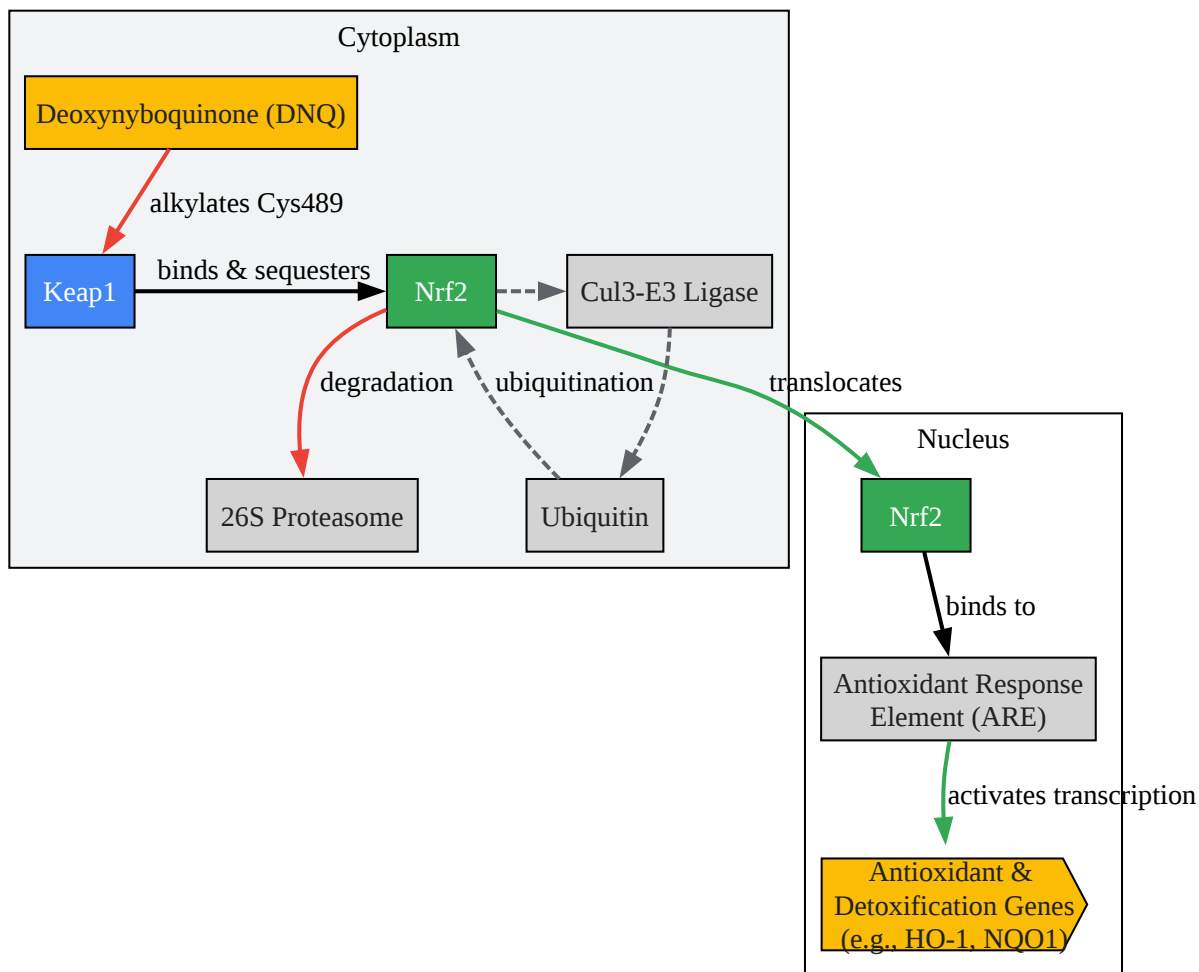 Cytoplasm
Deoxynyboquinone (DNQ)
alkylates Cys489
Keap1
binds & sequesters
Nrf2
Cul3-E3 Ligase
degradation
ubiquitination
translocates
26S Proteasome
Ubiquitin
Nucleus
Nrf2
binds to
Antioxidant Response
Element (ARE)
activates transcription
Antioxidant &
Detoxification Genes
(e.g., HO-1, NQO1)